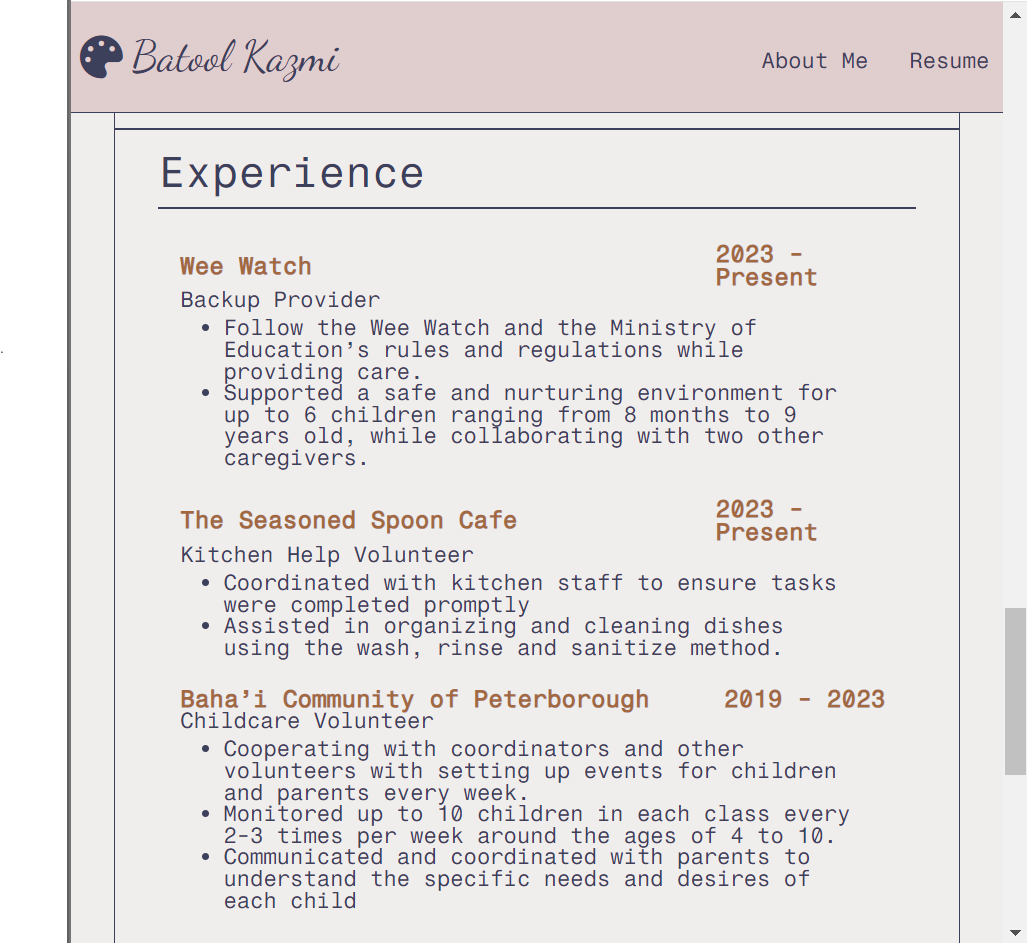 Batool Kazmi
About Me
Resume
Experience
Wee Watch
2023 -
Present
Backup Provider
• Follow the Wee Watch and the Ministry of
Education’s rules and regulations while
providing care.
• Supported a safe and nurturing environment for
up to 6 children ranging from 8 months to 9
years old, while collaborating with two other
caregivers.
The Seasoned Spoon Cafe
2023 -
Present
Kitchen Help Volunteer
• Coordinated with kitchen staff to ensure tasks
were completed promptly
• Assisted in organizing and cleaning dishes
using the wash, rinse and sanitize method.
Baha’i Community of Peterborough
2019 - 2023
Childcare Volunteer
• Cooperating with coordinators and other
volunteers with setting up events for children
and parents every week.
• Monitored up to 10 children in each class every
2-3 times per week around the ages of 4 to 10.
• Communicated and coordinated with parents to
understand the specific needs and desires of
each child